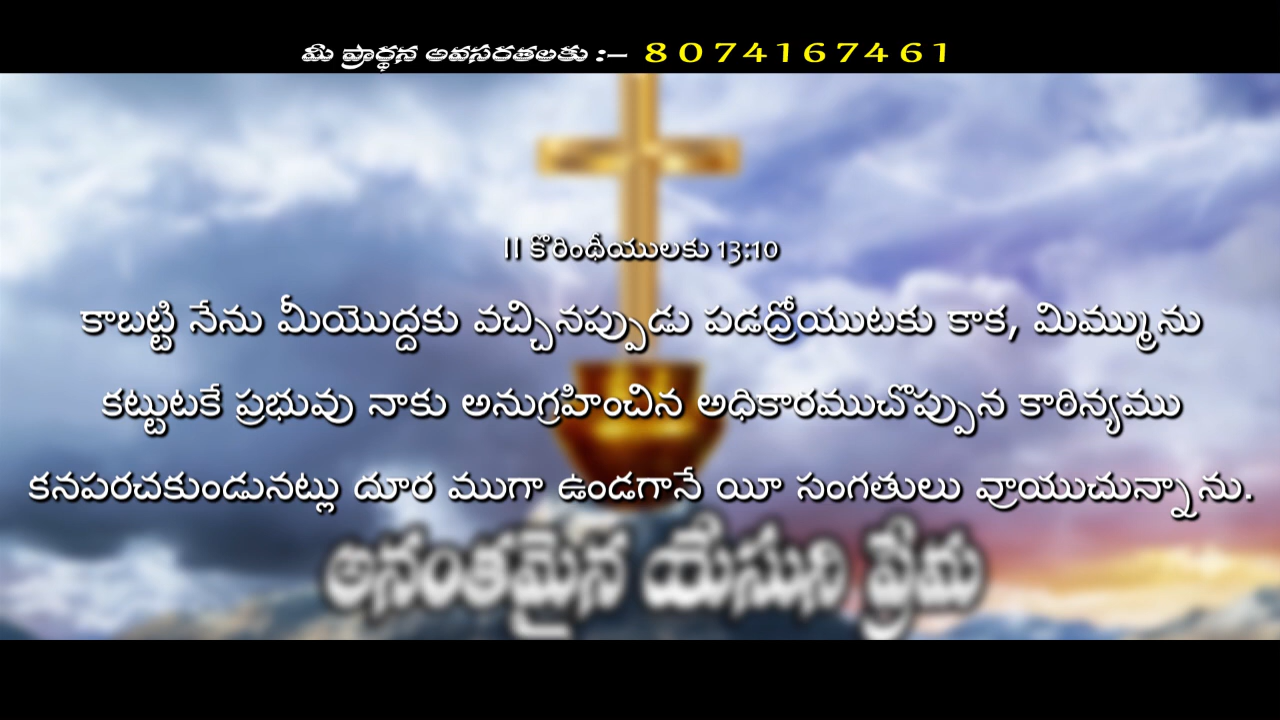 మీ ప్రార్థన అవసరతలకు :– 8074167461
II కొరింథీయులకు 13:10
కాబట్టి నేను మీయొద్దకు వచ్చినప్పుడు పడద్రోయుటకు కాక, మిమ్మును
కట్టుటకే ప్రభువు నాకు అనుగ్రహించిన అధికారముచొప్పున కాఠిన్యము
కనపరచకుండునట్లు దూర ముగా ఉండగానే యీ సంగతులు వ్రాయుచున్నాను.
అనంతమైన యేసుని ప్రేమ